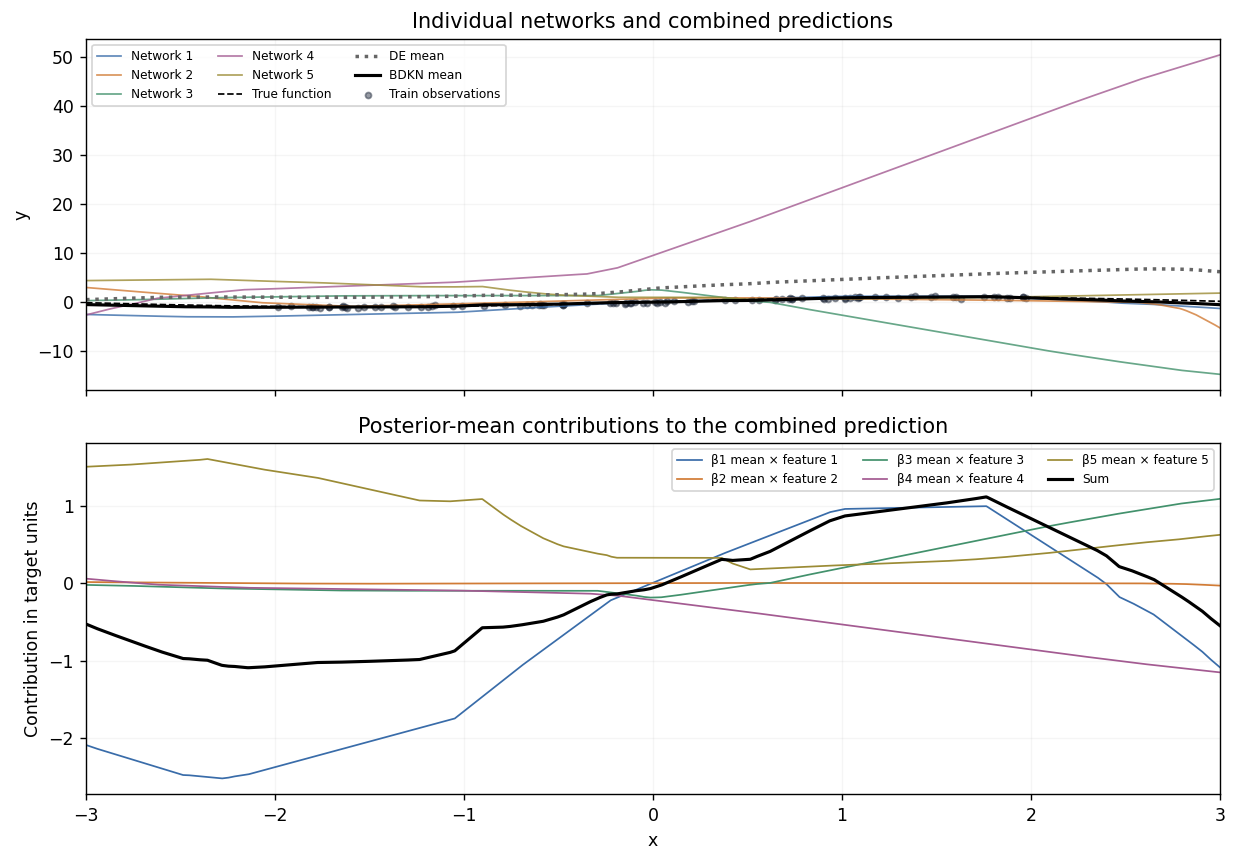 Individual networks and combined predictions
Network 1 Network 4 DE mean
Network 2 Network 5 BDKN mean
Network 3 True function Train observations
50
40
30
20
10
0
−10
y
Posterior-mean contributions to the combined prediction
β1 mean × feature 1 β3 mean × feature 3 β5 mean × feature 5
β2 mean × feature 2 β4 mean × feature 4 Sum
1
0
−1
−2
Contribution in target units
−3 −2 −1 0 1 2 3
x